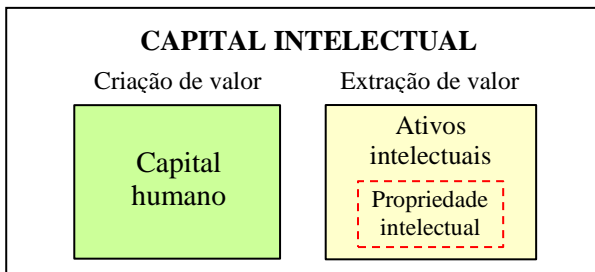 CAPITAL INTELECTUAL
Criação de valor
Extração de valor
Capital
humano
Ativos
intelectuais
Propriedade
intelectual